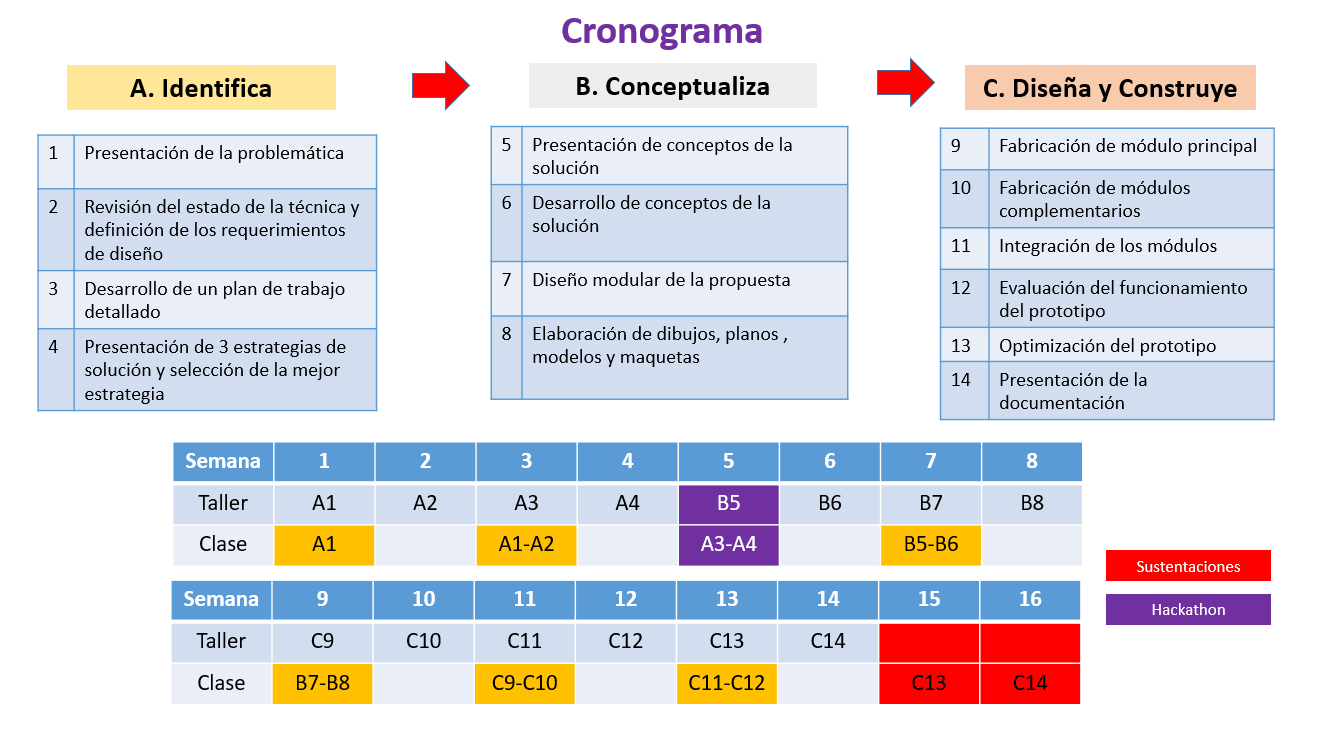 Cronograma
A. Identifica
B. Conceptualiza
C. Diseña y Construye
1 Presentación de la problemática
2 Revisión del estado de la técnica y
definición de los requerimientos
de diseño
3 Desarrollo de un plan de trabajo
detallado
4 Presentación de 3 estrategias de
solución y selección de la mejor
estrategia
5 Presentación de conceptos de la
solución
6 Desarrollo de conceptos de la
solución
7 Diseño modular de la propuesta
8 Elaboración de dibujos, planos ,
modelos y maquetas
9 Fabricación de módulo principal
10 Fabricación de módulos
complementarios
11 Integración de los módulos
12 Evaluación del funcionamiento
del prototipo
13 Optimización del prototipo
14 Presentación de la
documentación
Semana 1 2 3 4 5 6 7 8
Taller A1 A2 A3 A4 B5 B6 B7 B8
Clase A1 A1-A2 A3-A4 B5-B6
Semana 9 10 11 12 13 14 15 16
Taller C9 C10 C11 C12 C13 C14
Clase B7-B8 C9-C10 C11-C12 C13 C14
Sustentaciones
Hackathon